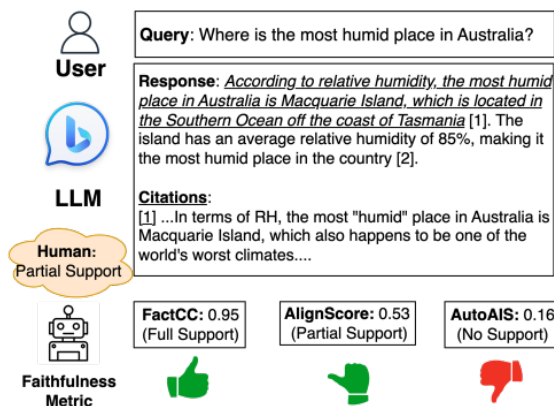 Query: Where is the most humid place in Australia?
User
Response: According to relative humidity, the most humid
place in Australia is Macquarie Island, which is located in
the Southern Ocean off the coast of Tasmania [1]. The
island has an average relative humidity of 85%, making it
the most humid place in the country [2].
LLM
Citations:
[1] ...In terms of RH, the most "humid" place in Australia is
Macquarie Island, which also happens to be one of the
world's worst climates....
Human:
Partial Support
FactCC: 0.95
(Full Support)
AlignScore: 0.53
(Partial Support)
AutoAIS: 0.16
(No Support)
Faithfulness
Metric